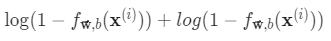 log(1 − f_{𝐰⃗,b}(𝐱^{(i)})) + log(1 − f_{𝐰⃗,b}(𝐱^{(i)}))